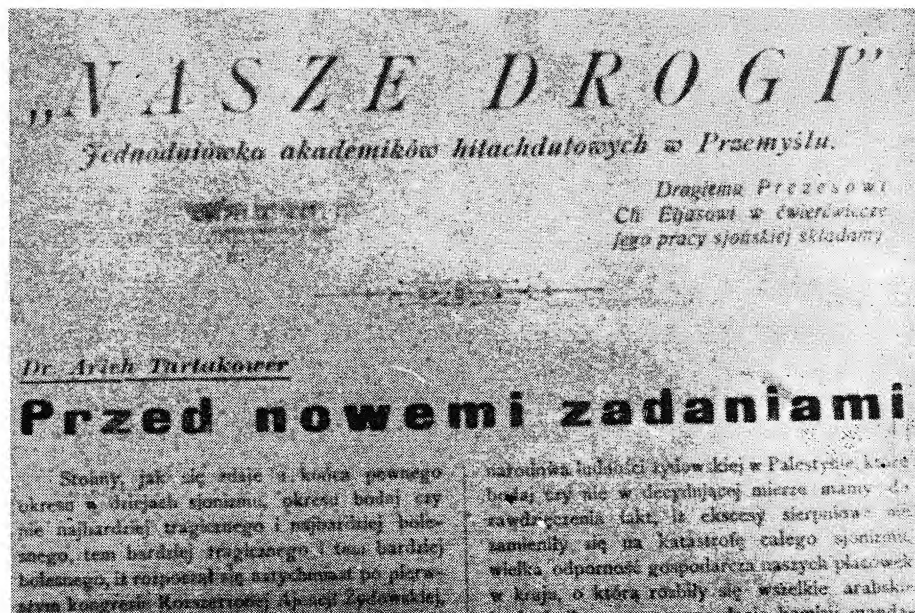 „NASZE DROGI”
Jednodniówka akademików hitachdutowych w Przemyślu.
Drogiemu Prezesowi
Ch. Eljasowi w ćwierćwiecze
Jego pracy sjońskiej składamy
Dr. Arieh Tartakower
Przed nowemi zadaniami
Stoimy, jak się zdaje u końca pewnego
okresu w dziejach sjonizmu, okresu bodaj czy
nie najbardziej tragicznego i najbardziej bole-
snego, tem bardziej tragicznego i tem bardziej
bolesnego, iż rozpoczął się natychmiast po pierw-
szym kongresie Rozszerzonej Ajencji Żydowskiej,
narodowa ludności żydowskiej w Palestynie, której
bodaj czy nie w decydującej mierze mamy do
zawdzięczenia fakt, iż ekscesy sierpniowe nie
zamieniły się na katastrofę całego sjonizmu,
wielka odporność gospodarcza naszych placówek
w kraju, o którą rozbiły się wszelkie arabskie